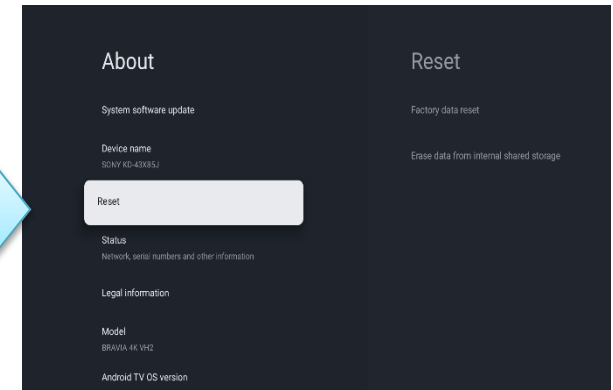 About
System software update
Device name
SONY KD-43X85J
Reset
Status
Network, serial numbers and other information
Legal information
Model
BRAVIA 4K VH2
Android TV OS version
Reset
Factory data reset
Erase data from internal shared storage